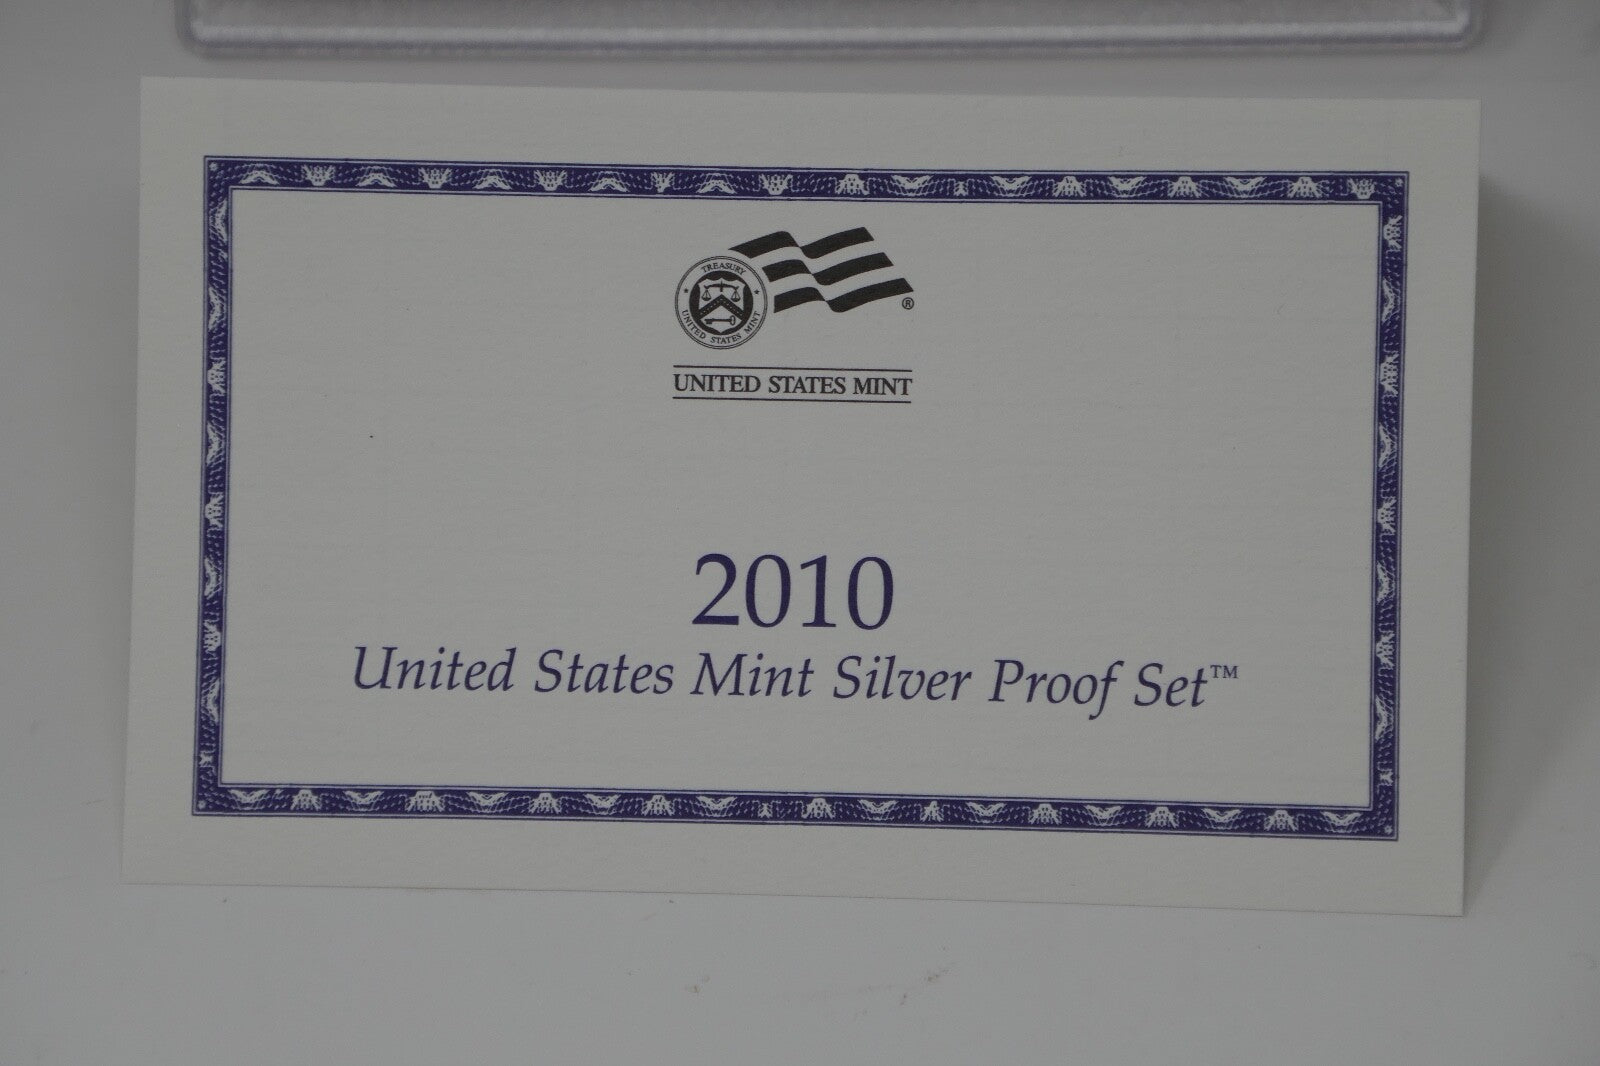 TREASURY
UNITED STATES MINT
®
UNITED STATES MINT
2010
United States Mint Silver Proof Set™